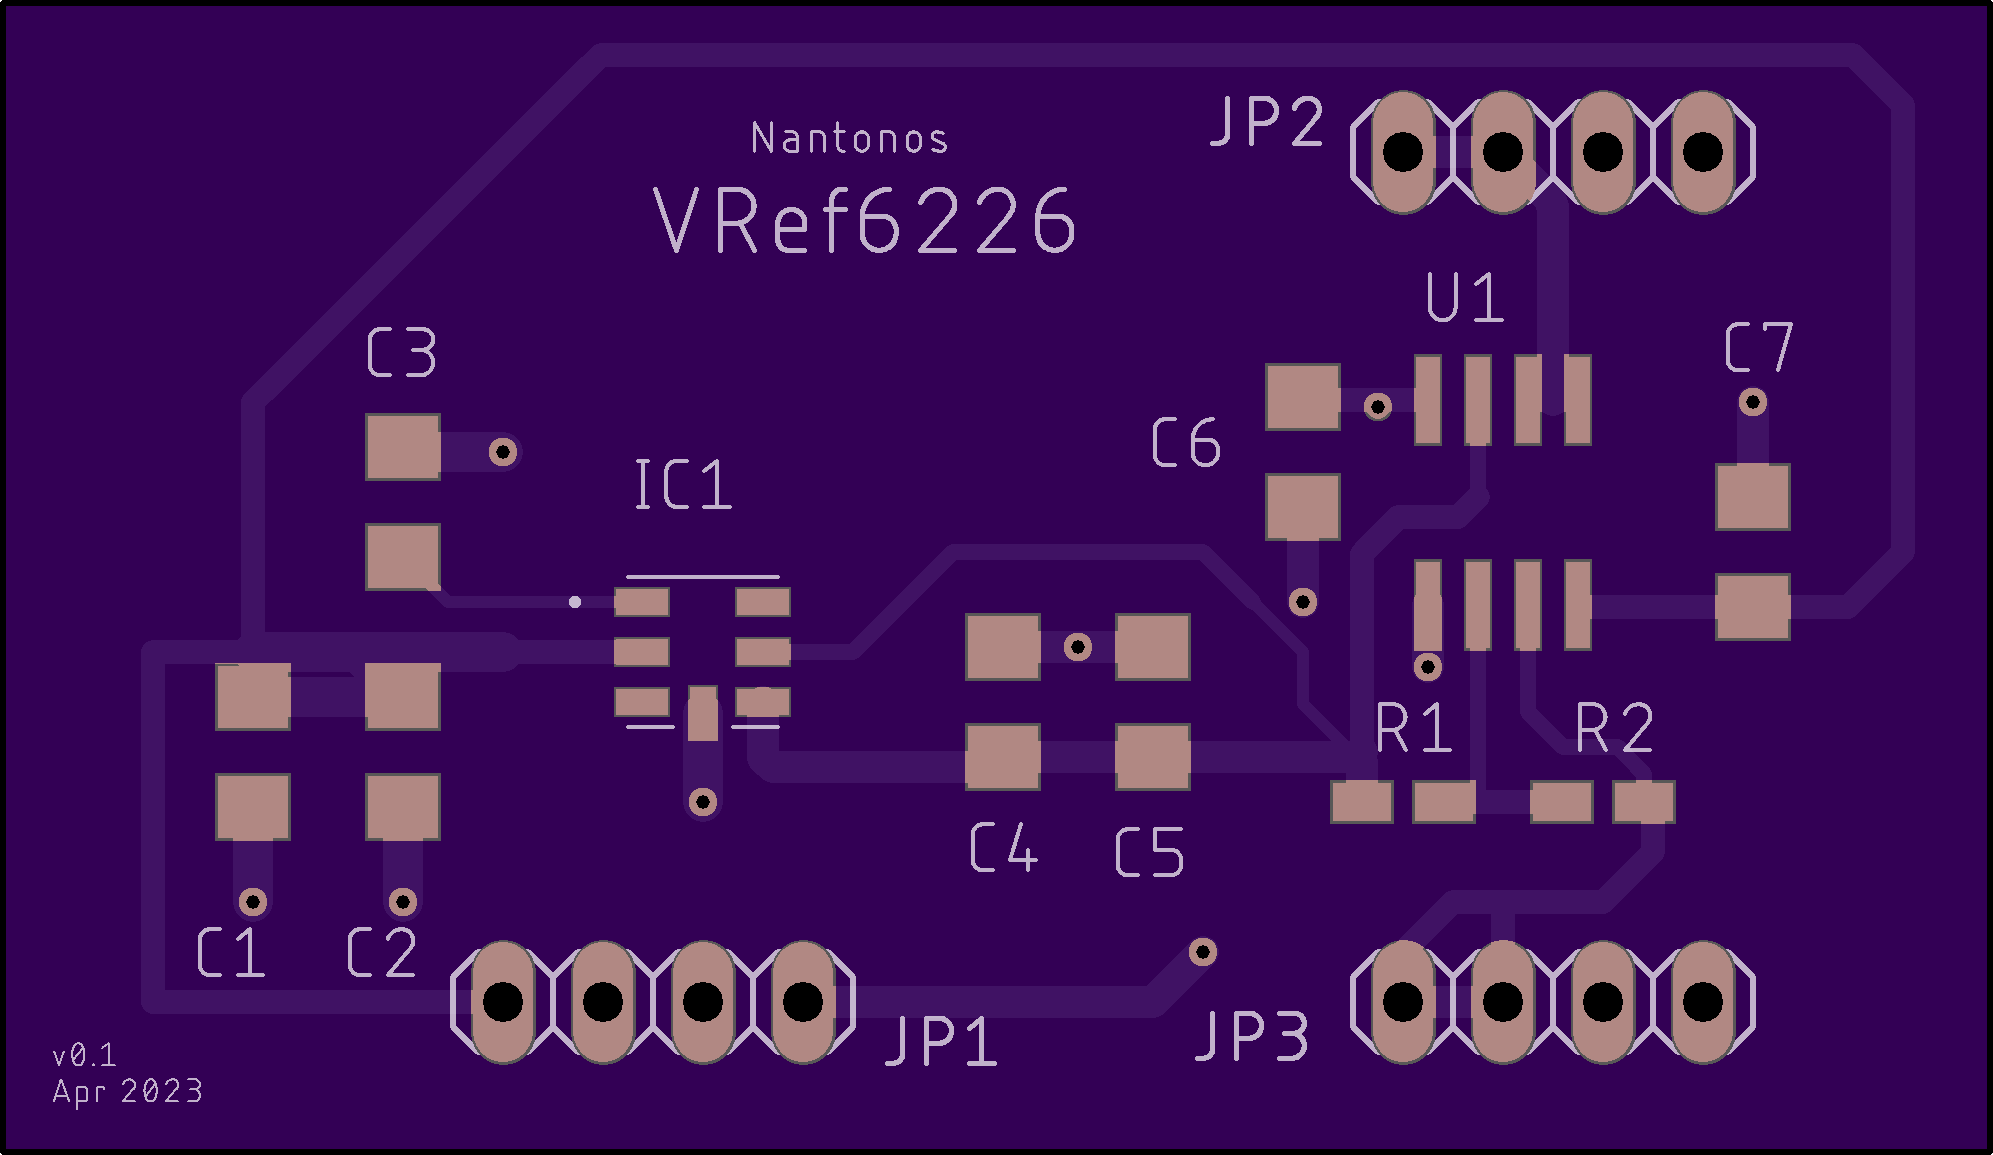 JP2
Nantonos
VRef6226
U1
C3
C7
C6
IC1
R1
R2
C4
C5
C1
C2
JP1
JP3
v0.1
Apr 2023